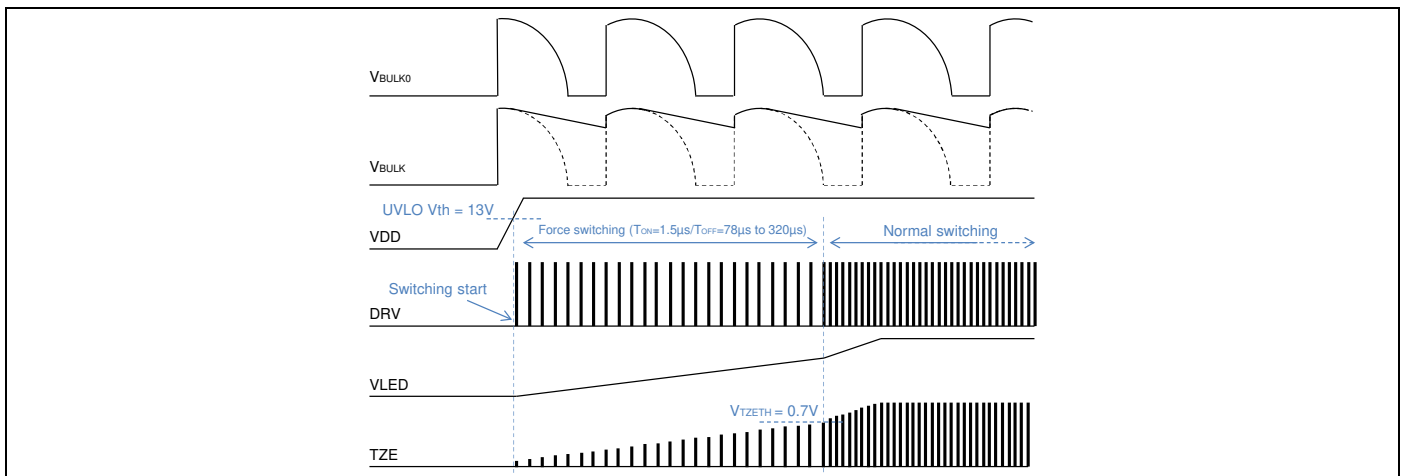 VBULK0
VBULK
UVLO Vth = 13V
VDD
Force switching (TON=1.5µs/TOFF=78µs to 320µs)
Normal switching
Switching start
DRV
VLED
VTZETH = 0.7V
TZE